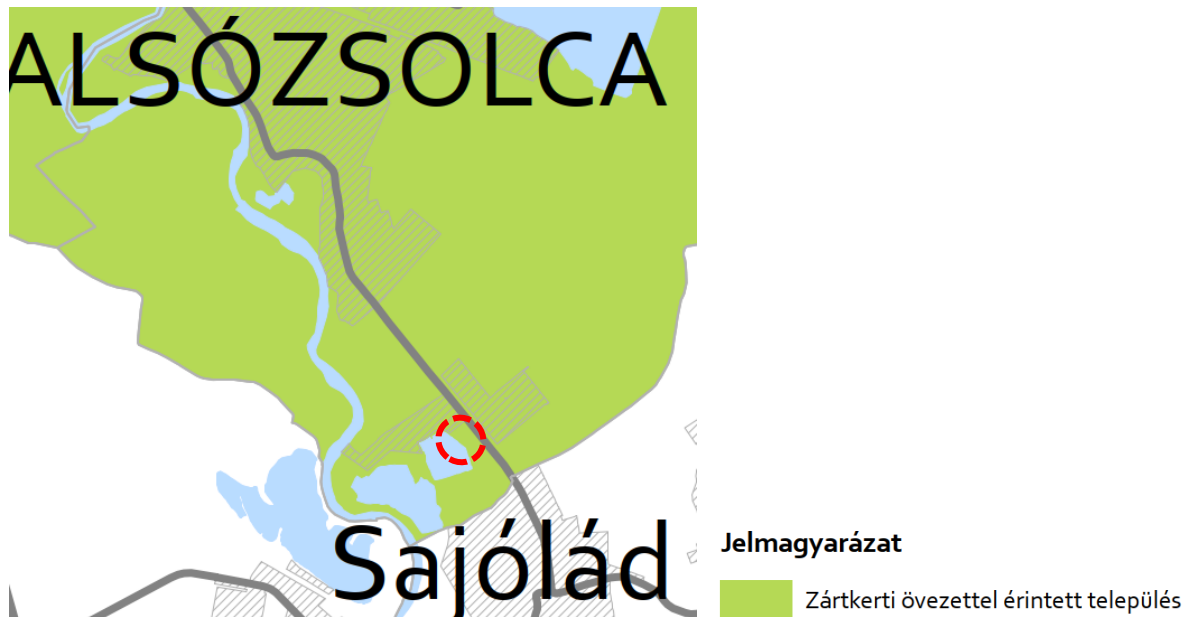 ALSÓZSOLCA
Sajólád
Jelmagyarázat
Zártkerti övezettel érintett település